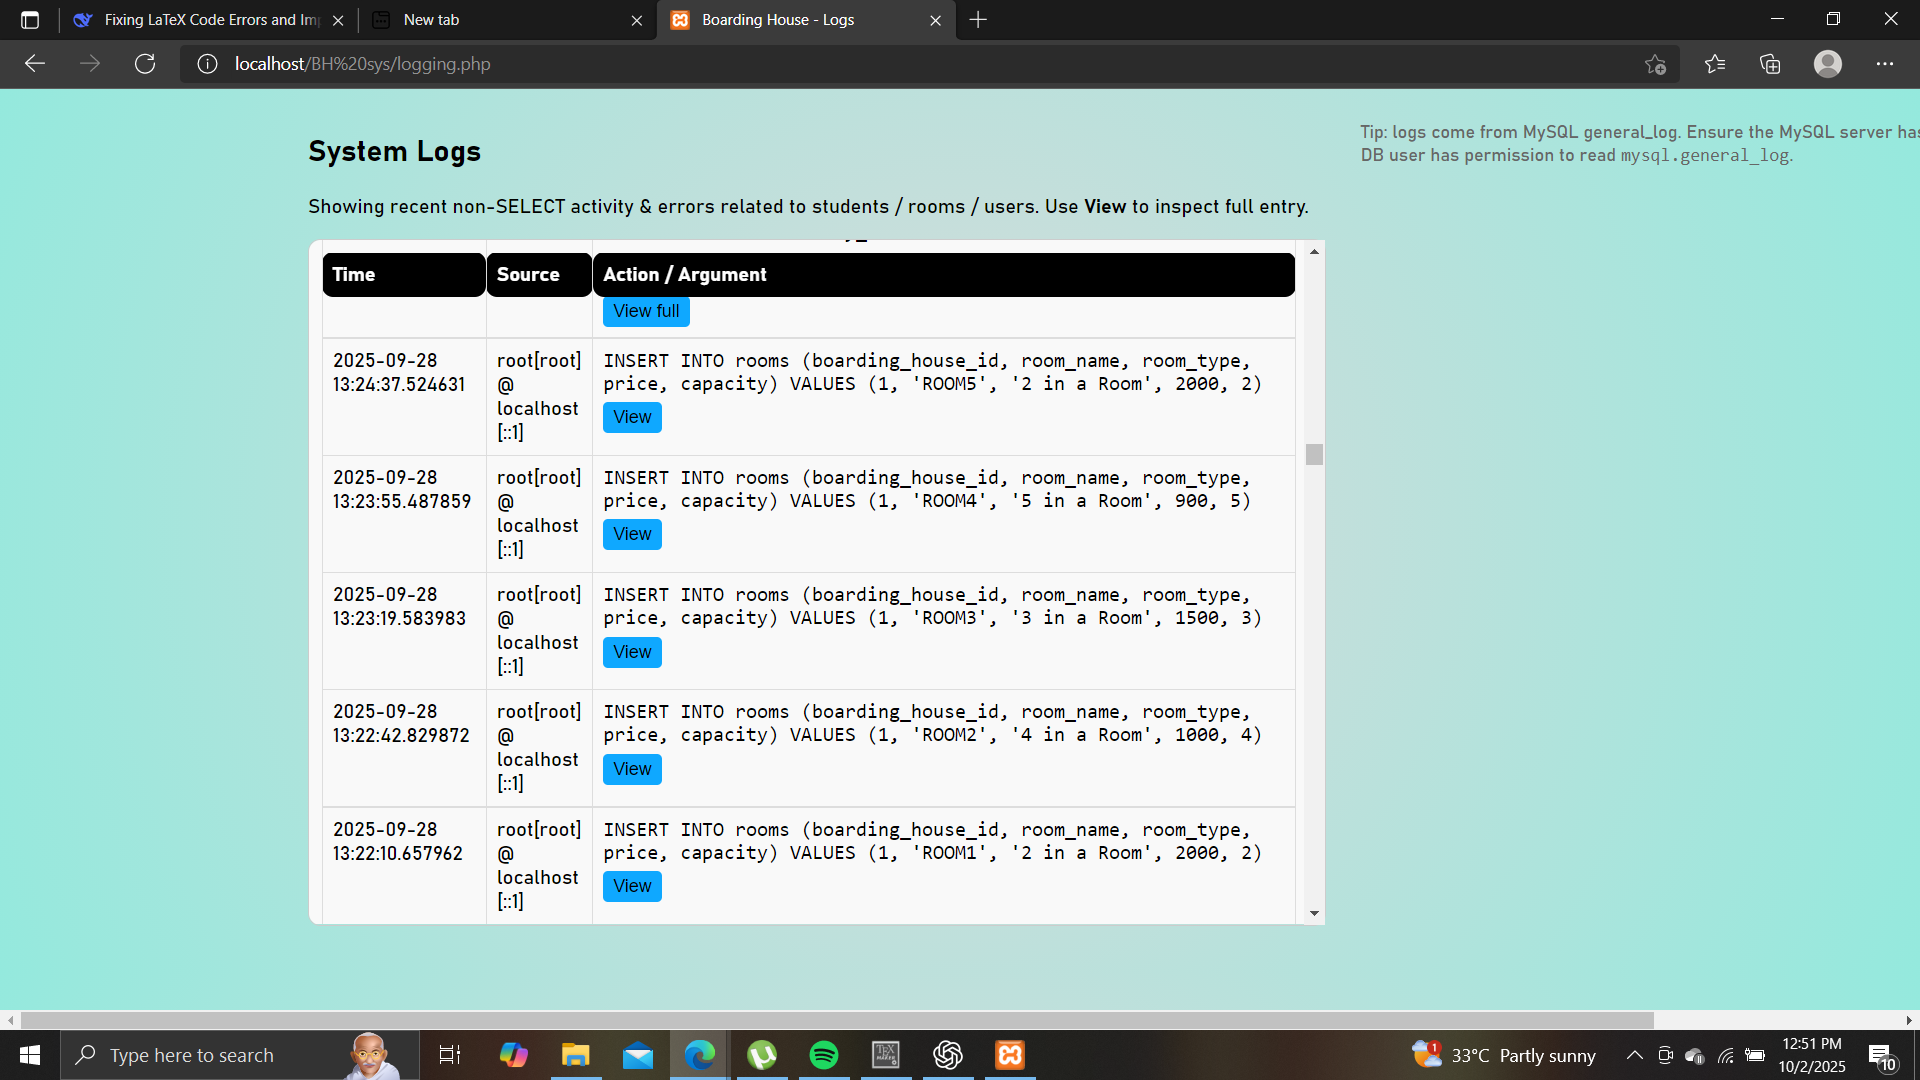 Fixing LaTeX Code Errors and Im
New tab
Boarding House - Logs
localhost/BH%20sys/logging.php
System Logs
Tip: logs come from MySQL general_log. Ensure the MySQL server has
DB user has permission to read mysql.general_log.
Showing recent non-SELECT activity & errors related to students / rooms / users. Use View to inspect full entry.
Time Source Action / Argument
View full
2025-09-28
13:24:37.524631
root[root]
@
localhost
[::1]
INSERT INTO rooms (boarding_house_id, room_name, room_type,
price, capacity) VALUES (1, 'ROOM5', '2 in a Room', 2000, 2)
View
2025-09-28
13:23:55.487859
root[root]
@
localhost
[::1]
INSERT INTO rooms (boarding_house_id, room_name, room_type,
price, capacity) VALUES (1, 'ROOM4', '5 in a Room', 900, 5)
View
2025-09-28
13:23:19.583983
root[root]
@
localhost
[::1]
INSERT INTO rooms (boarding_house_id, room_name, room_type,
price, capacity) VALUES (1, 'ROOM3', '3 in a Room', 1500, 3)
View
2025-09-28
13:22:42.829872
root[root]
@
localhost
[::1]
INSERT INTO rooms (boarding_house_id, room_name, room_type,
price, capacity) VALUES (1, 'ROOM2', '4 in a Room', 1000, 4)
View
2025-09-28
13:22:10.657962
root[root]
@
localhost
[::1]
INSERT INTO rooms (boarding_house_id, room_name, room_type,
price, capacity) VALUES (1, 'ROOM1', '2 in a Room', 2000, 2)
View
Type here to search
TEX
MAKER
1
33°C Partly sunny
12:51 PM
10/2/2025
10